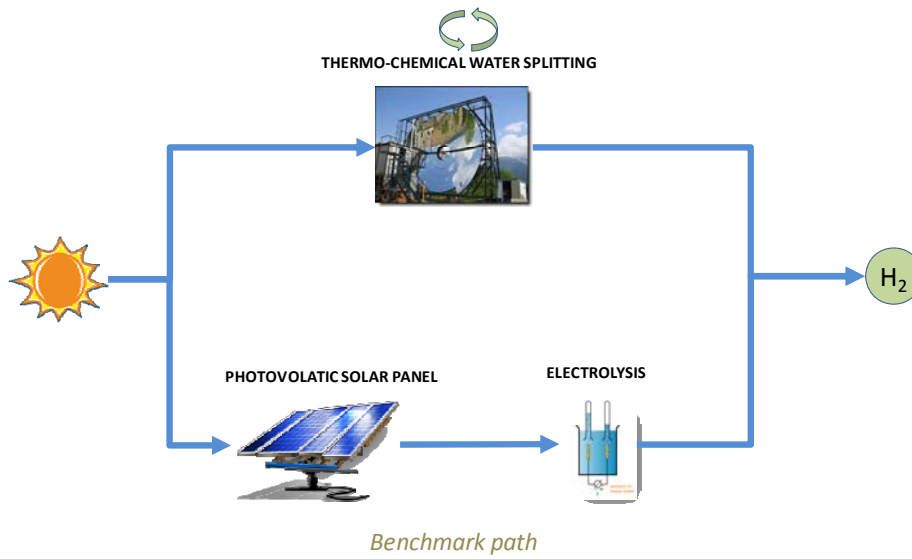 THERMO-CHEMICAL WATER SPLITTING
H₂
PHOTOVOLATIC SOLAR PANEL
ELECTROLYSIS
Benchmark path